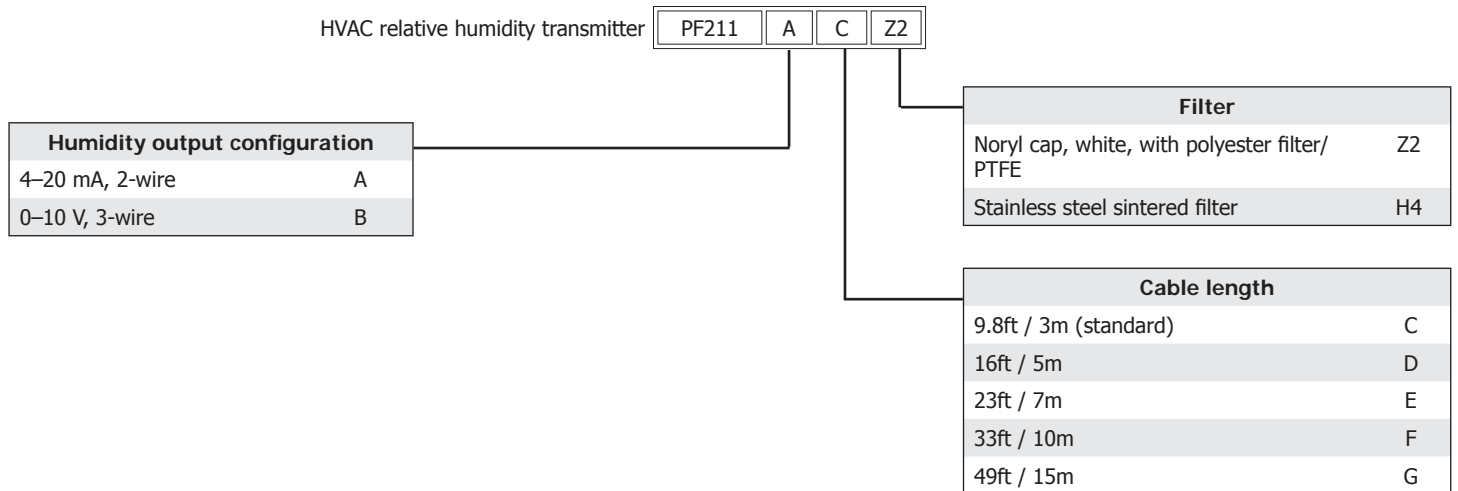 HVAC relative humidity transmitter PF211 A C Z2
Humidity output configuration
4–20 mA, 2-wire A
0–10 V, 3-wire B
Filter
Noryl cap, white, with polyester filter/ Z2
PTFE
Stainless steel sintered filter H4
Cable length
9.8ft / 3m (standard) C
16ft / 5m D
23ft / 7m E
33ft / 10m F
49ft / 15m G